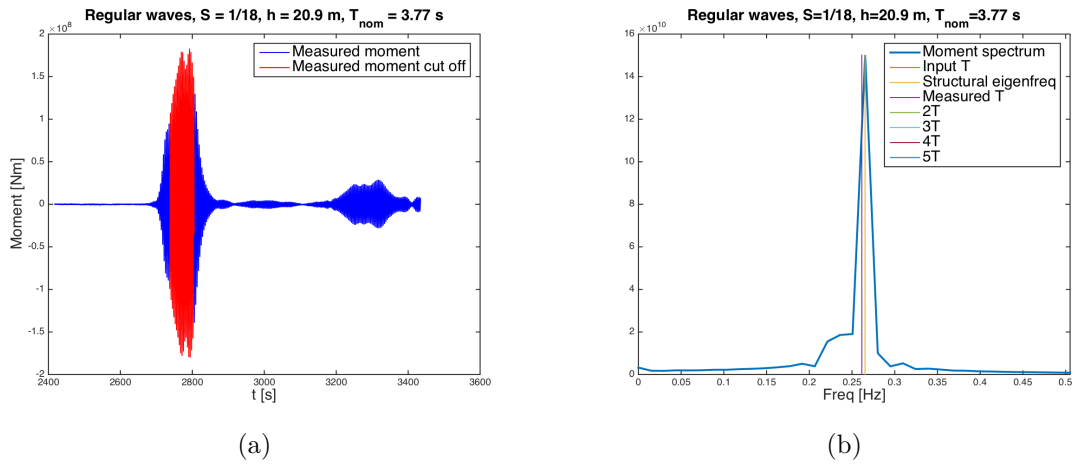 Regular waves, S = 1/18, h = 20.9 m, T_nom = 3.77 s
×10^8
2
1.5
1
0.5
0
-0.5
-1
-1.5
-2
Moment [Nm]
2400 2600 2800 3000 3200 3400 3600
t [s]
Measured moment
Measured moment cut off
(a)
Regular waves, S=1/18, h=20.9 m, T_nom=3.77 s
×10^10
16
14
12
10
8
6
4
2
0
0 0.05 0.1 0.15 0.2 0.25 0.3 0.35 0.4 0.45 0.5
Freq [Hz]
Moment spectrum
Input T
Structural eigenfreq
Measured T
2T
3T
4T
5T
(b)